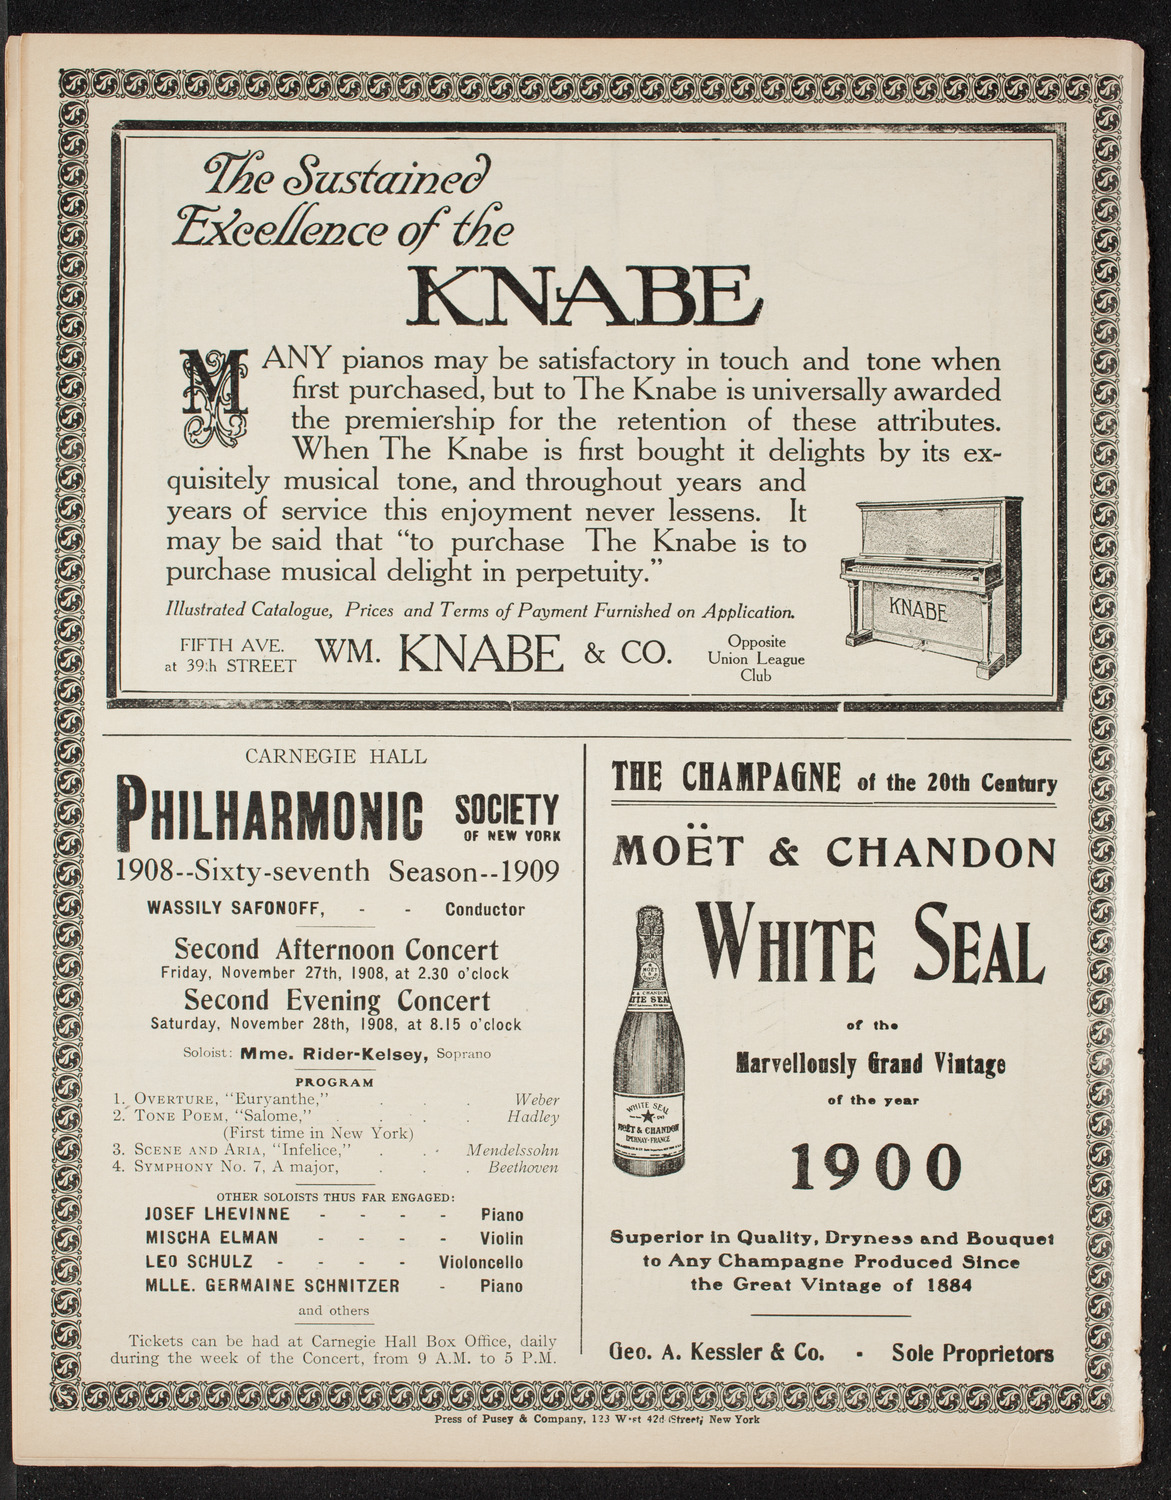 The Sustained
Excellence of the
KNABE
MANY pianos may be satisfactory in touch and tone when
first purchased, but to The Knabe is universally awarded
the premiership for the retention of these attributes.
When The Knabe is first bought it delights by its ex-
quisitely musical tone, and throughout years and
years of service this enjoyment never lessens. It
may be said that “to purchase The Knabe is to
purchase musical delight in perpetuity.”
KNABE
Illustrated Catalogue, Prices and Terms of Payment Furnished on Application.
FIFTH AVE.
at 39th STREET
WM. KNABE & CO.
Opposite
Union League
Club
CARNEGIE HALL
PHILHARMONIC SOCIETY
OF NEW YORK
1908--Sixty-seventh Season--1909
WASSILY SAFONOFF, - - Conductor
Second Afternoon Concert
Friday, November 27th, 1908, at 2.30 o'clock
Second Evening Concert
Saturday, November 28th, 1908, at 8.15 o'clock
Soloist: Mme. Rider-Kelsey, Soprano
PROGRAM
1. OVERTURE, “Euryanthe,” . . . Weber
2. TONE POEM, “Salome,” . . . Hadley
(First time in New York)
3. SCENE AND ARIA, “Infelice,” . . . Mendelssohn
4. SYMPHONY No. 7, A major, . . . Beethoven
OTHER SOLOISTS THUS FAR ENGAGED:
JOSEF LHEVINNE - - - - Piano
MISCHA ELMAN - - - - Violin
LEO SCHULZ - - - - Violoncello
MLLE. GERMAINE SCHNITZER - Piano
and others
Tickets can be had at Carnegie Hall Box Office, daily
during the week of the Concert, from 9 A.M. to 5 P.M.
THE CHAMPAGNE of the 20th Century
MOËT & CHANDON
WHITE SEAL
of the
Marvellously Grand Vintage
of the year
1900
WHITE SEAL
MOËT & CHANDON
EPERNAY-FRANCE
Superior in Quality, Dryness and Bouquet
to Any Champagne Produced Since
the Great Vintage of 1884
Geo. A. Kessler & Co. - Sole Proprietors
Press of Pusey & Company, 123 West 42d Street, New York